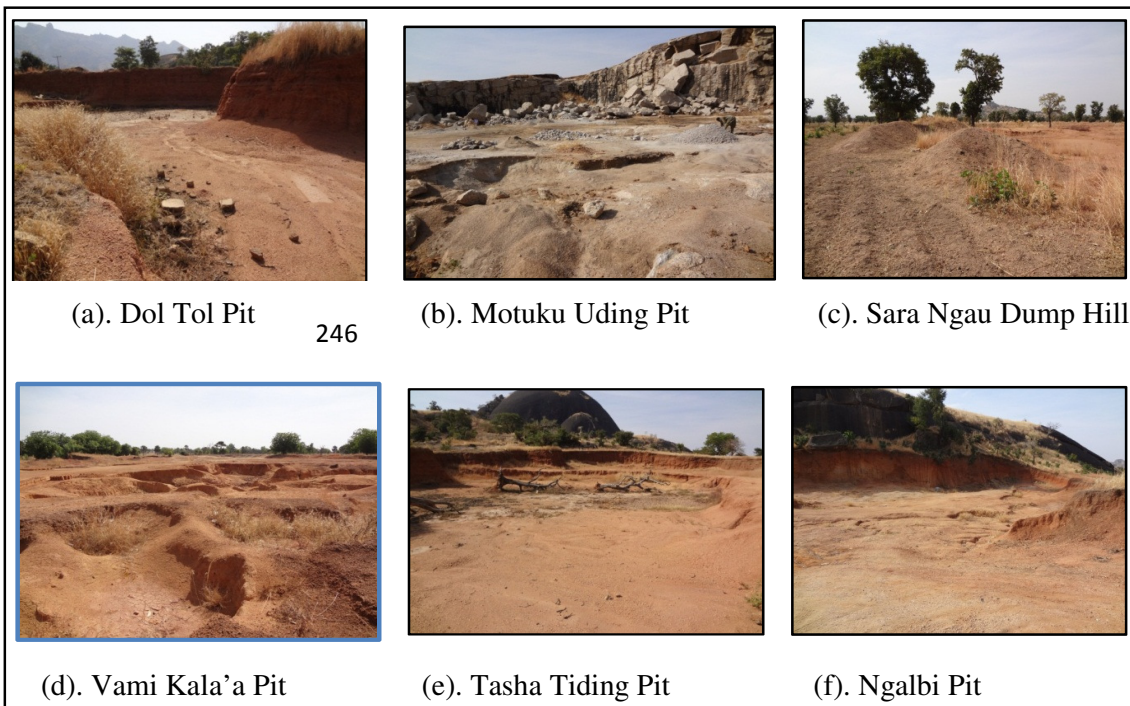 (a). Dol Tol Pit
(b). Motuku Uding Pit
(c). Sara Ngau Dump Hill
246
(d). Vami Kala’a Pit
(e). Tasha Tiding Pit
(f). Ngalbi Pit